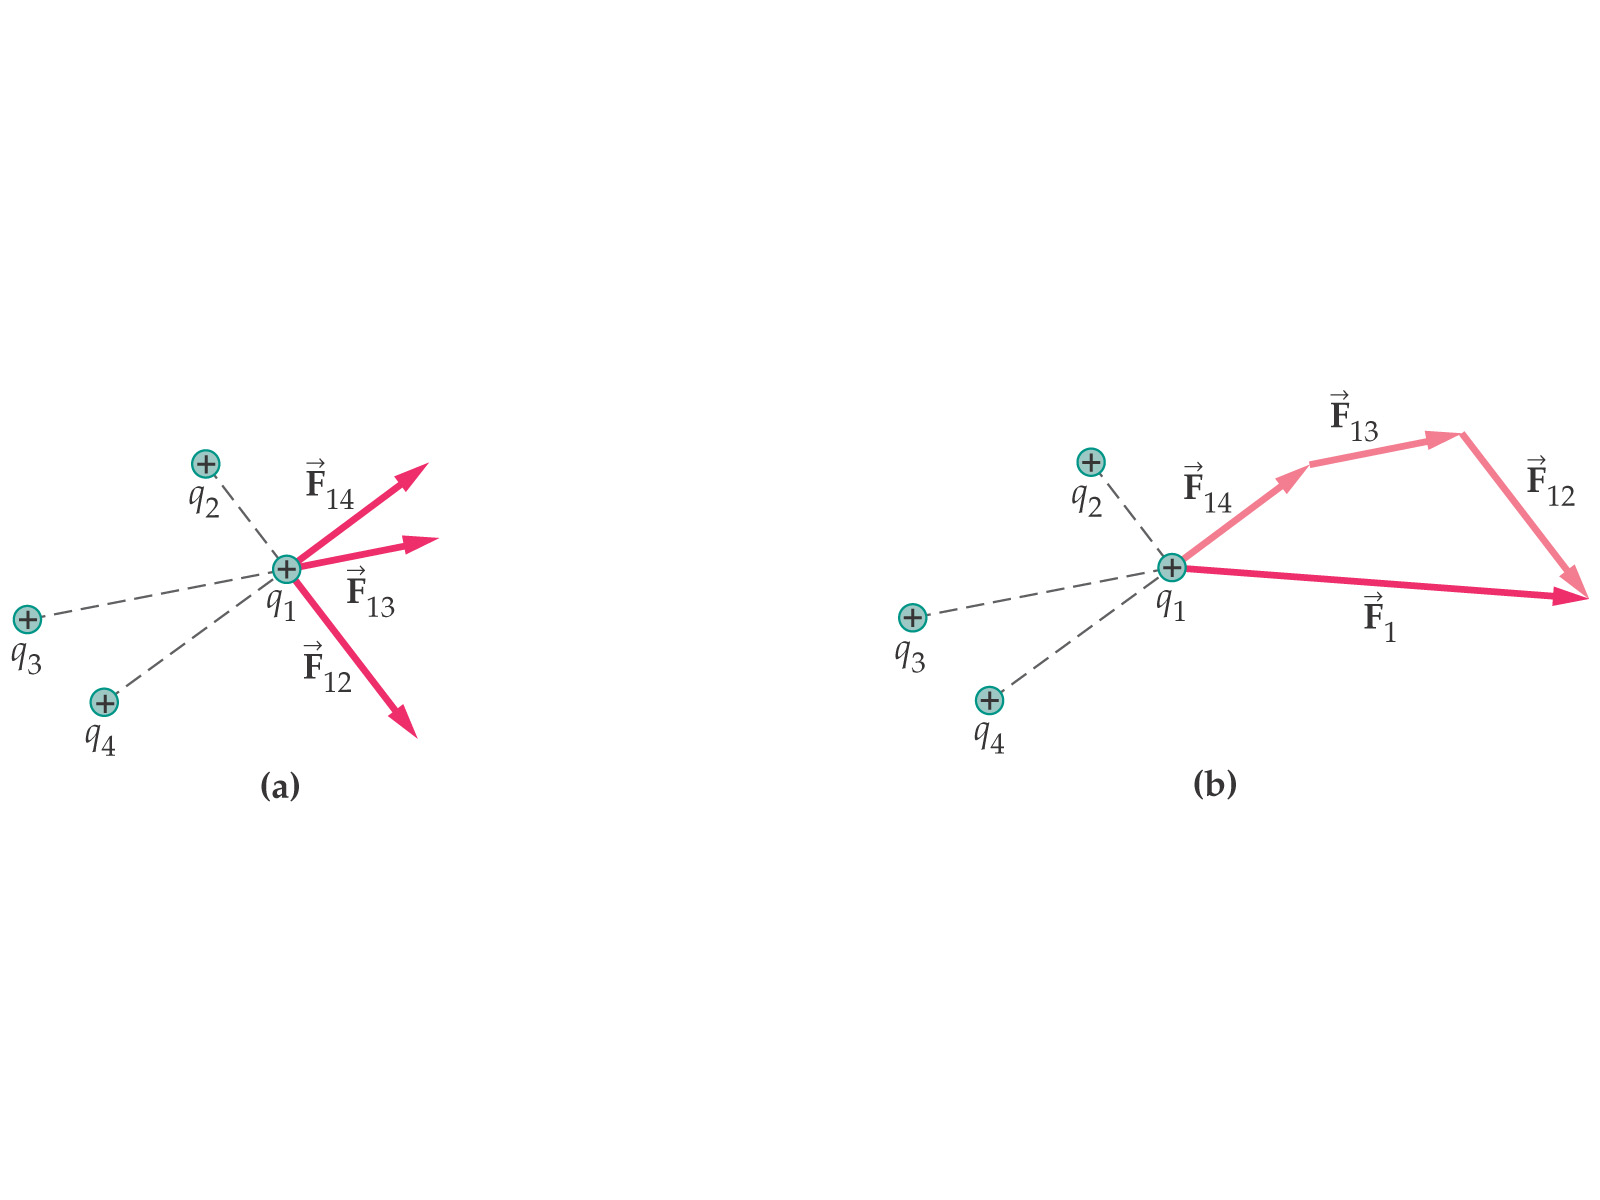 +
q₂
F⃗₁₄
+
q₁
F⃗₁₃
+
q₃
F⃗₁₂
+
q₄
(a)
F⃗₁₃
+
q₂
F⃗₁₄
F⃗₁₂
+
q₁
F⃗₁
+
q₃
+
q₄
(b)